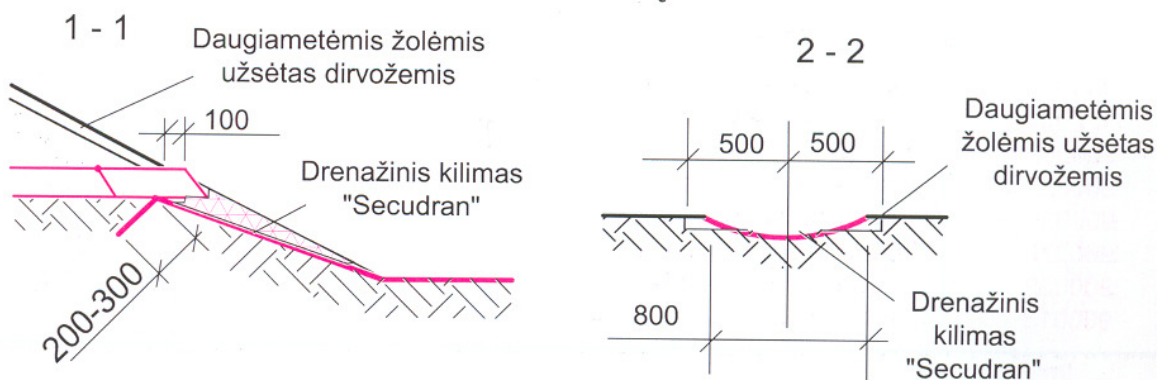 1 - 1
Daugiametėmis žolėmis
užsėtas dirvožemis
100
Drenažinis kilimas
"Secudran"
200-300
2 - 2
500
500
Daugiametėmis
žolėmis užsėtas
dirvožemis
800
Drenažinis
kilimas
"Secudran"